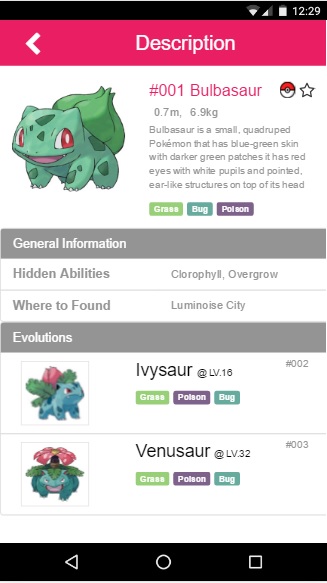 12:29
Description
#001 Bulbasaur
0.7m, 6.9kg
Bulbasaur is a small, quadruped
Pokémon that has blue-green skin
with darker green patches it has red
eyes with white pupils and pointed,
ear-like structures on top of its head
Grass Bug Poison
General Information
Hidden Abilities Clorophyll, Overgrow
Where to Found Luminoise City
Evolutions
Ivysaur @ LV.16 #002
Grass Poison Bug
Venusaur @ LV.32 #003
Grass Poison Bug